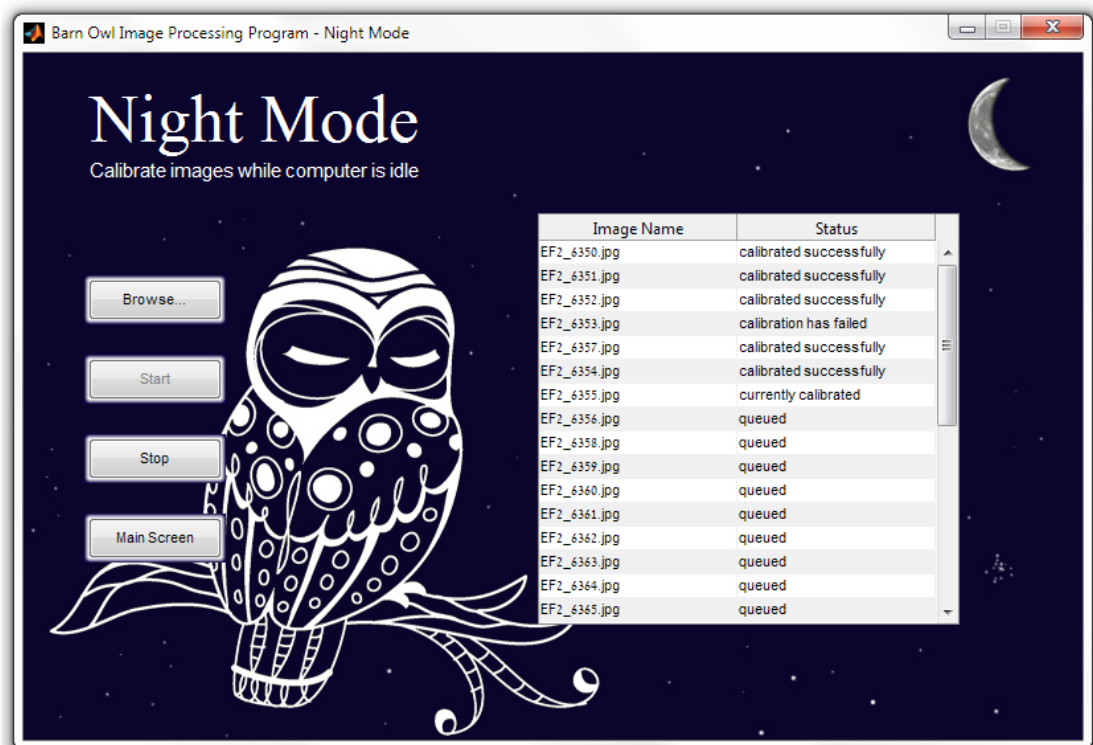 Barn Owl Image Processing Program - Night Mode
Night Mode
Calibrate images while computer is idle
Browse...
Start
Stop
Main Screen
Image Name Status
EF2_6350.jpg calibrated successfully
EF2_6351.jpg calibrated successfully
EF2_6352.jpg calibrated successfully
EF2_6353.jpg calibration has failed
EF2_6357.jpg calibrated successfully
EF2_6354.jpg calibrated successfully
EF2_6355.jpg currently calibrated
EF2_6356.jpg queued
EF2_6358.jpg queued
EF2_6359.jpg queued
EF2_6360.jpg queued
EF2_6361.jpg queued
EF2_6362.jpg queued
EF2_6363.jpg queued
EF2_6364.jpg queued
EF2_6365.jpg queued